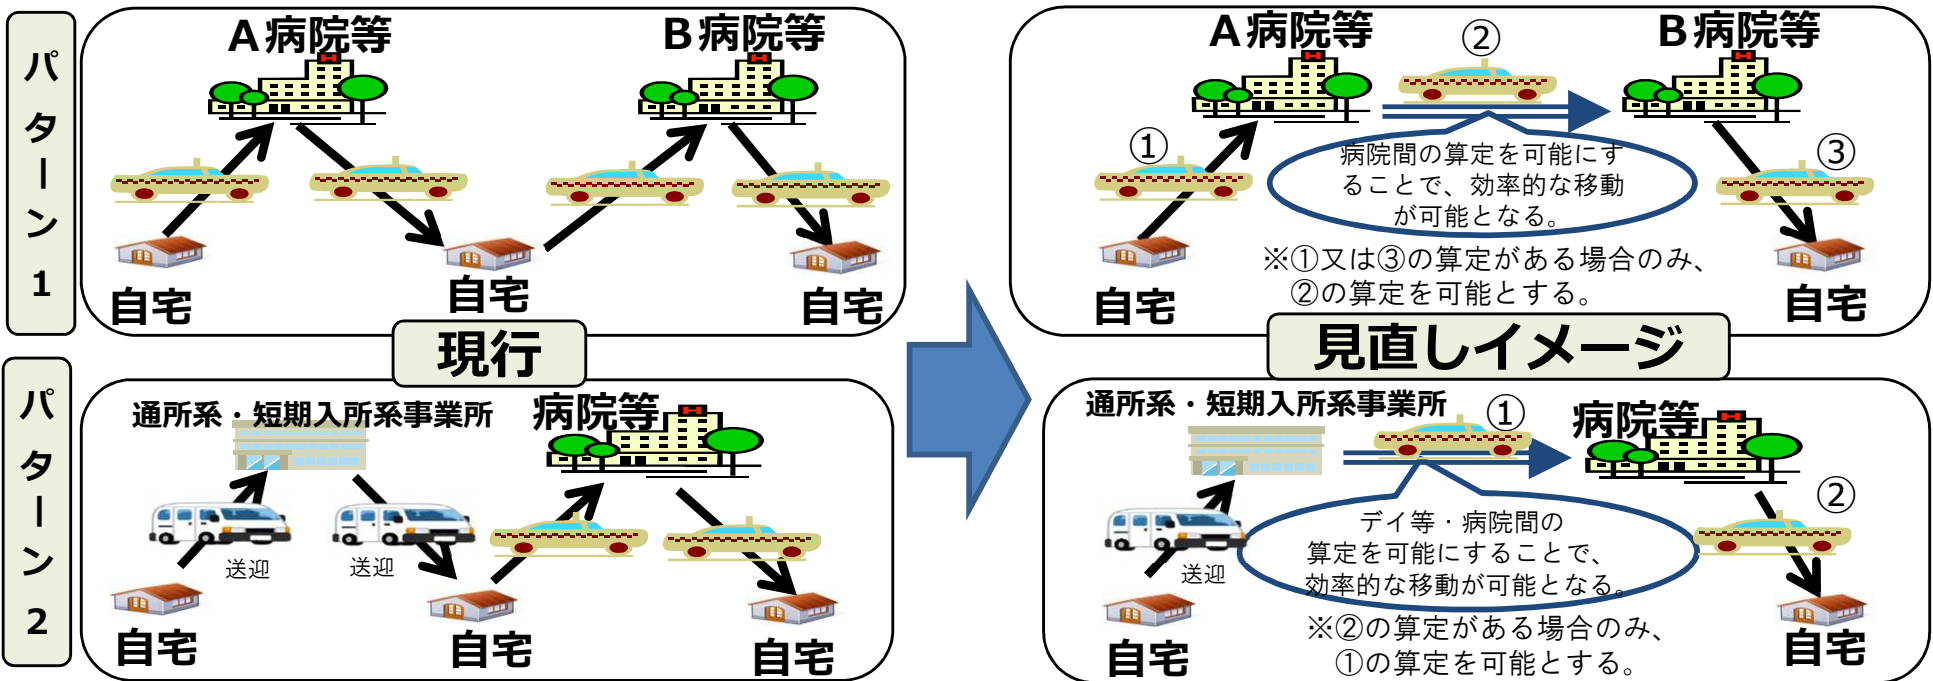 パターン1
A病院等
B病院等
自宅
自宅
自宅
現行
パターン2
通所系・短期入所系事業所
病院等
送迎
送迎
自宅
自宅
自宅
A病院等
②
B病院等
①
病院間の算定を可能にす
ることで、効率的な移動
が可能となる。
③
※①又は③の算定がある場合のみ、
②の算定を可能とする。
自宅
自宅
見直しイメージ
通所系・短期入所系事業所
①
病院等
②
デイ等・病院間の
算定を可能にすることで、
効率的な移動が可能となる。
送迎
※②の算定がある場合のみ、
①の算定を可能とする。
自宅
自宅